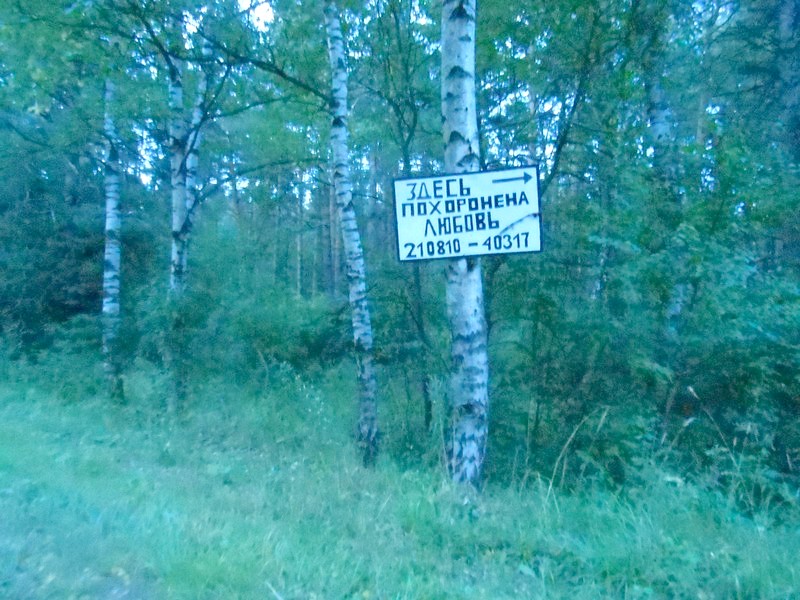 ЗДЕСЬ
ПОХОРОНЕНА
ЛЮБОВЬ
210810 - 40317